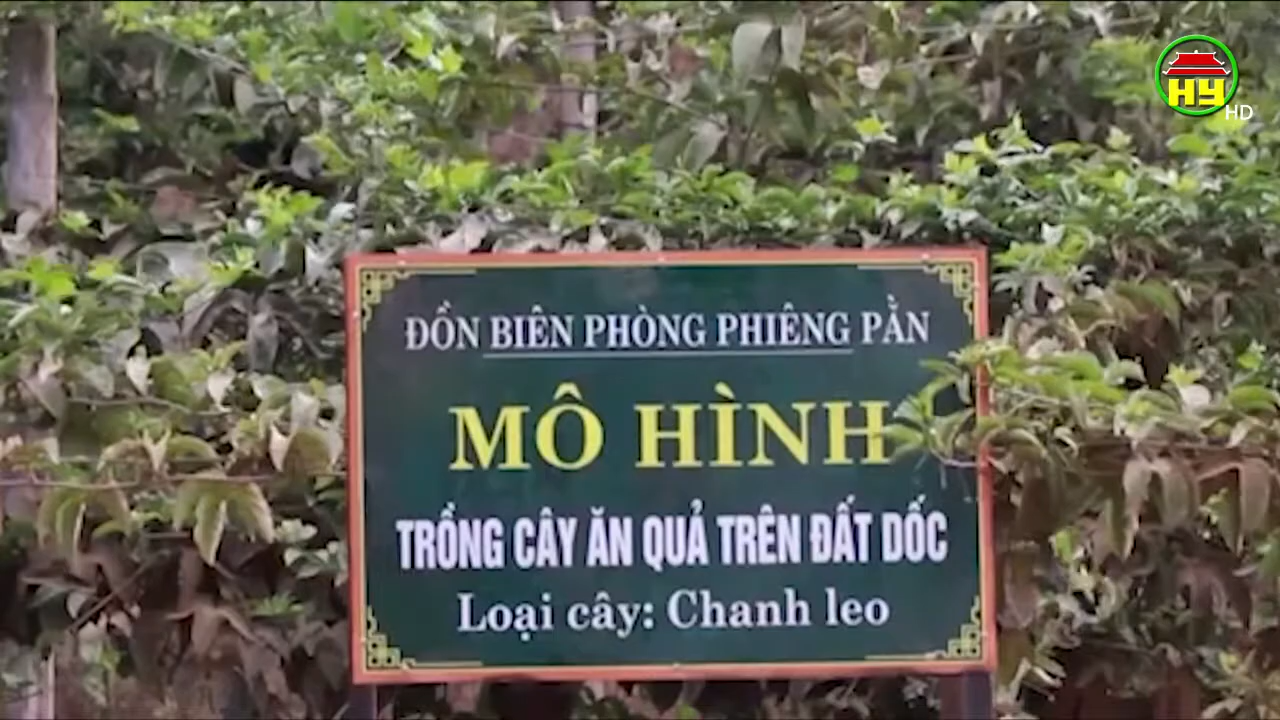 HY
HD
ĐỒN BIÊN PHÒNG PHIÊNG PẰN
MÔ HÌNH
TRỒNG CÂY ĂN QUẢ TRÊN ĐẤT DỐC
Loại cây: Chanh leo